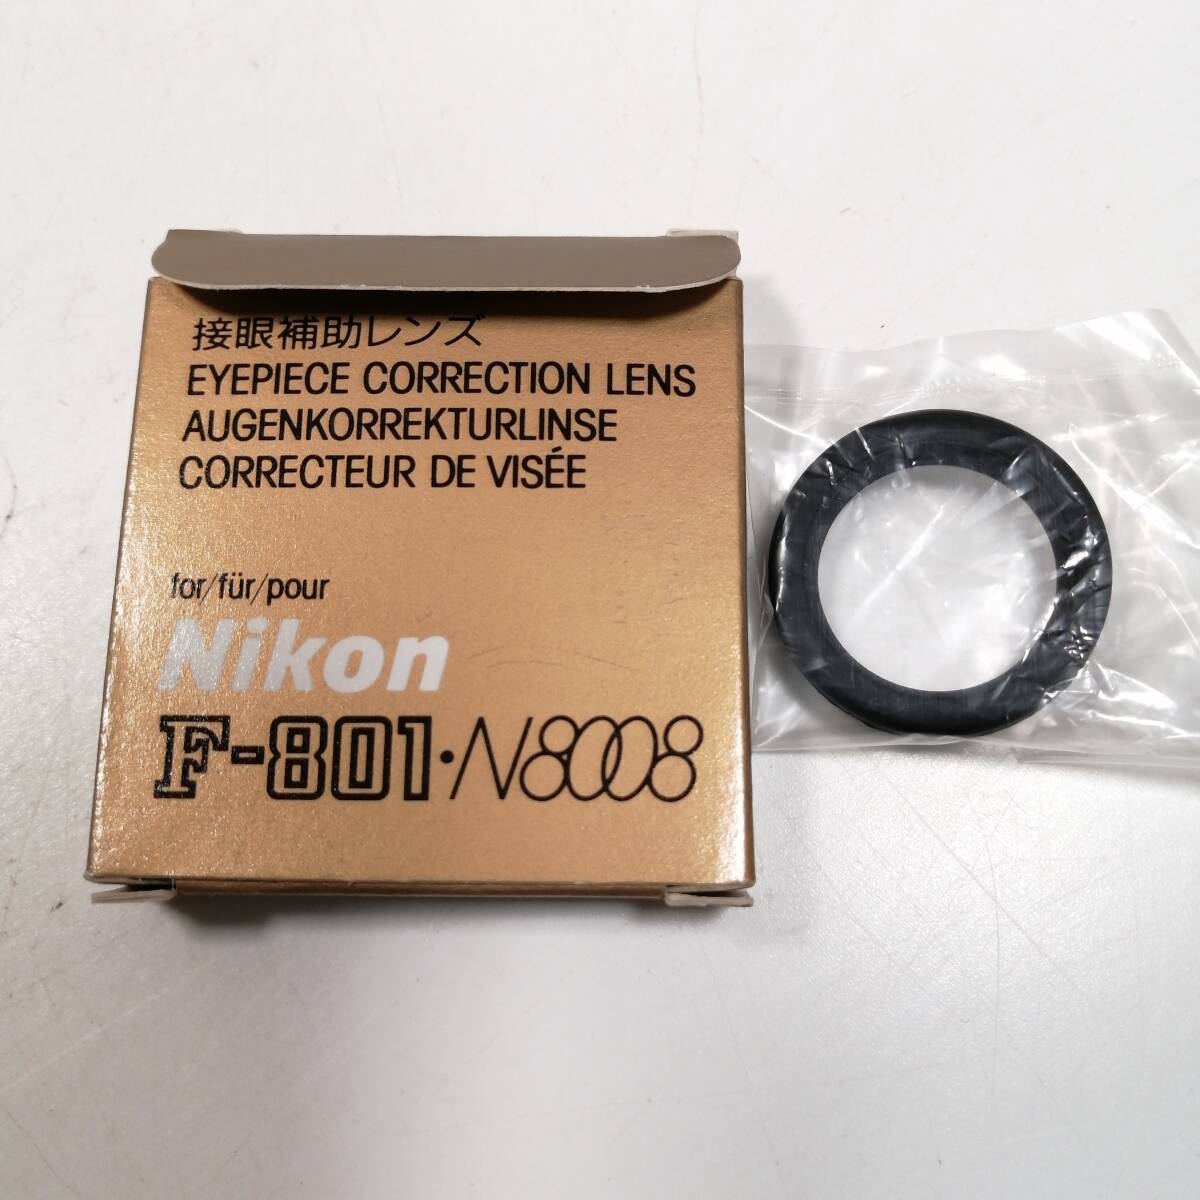 接眼補助レンズ
EYEPIECE CORRECTION LENS
AUGENKORREKTURLINSE
CORRECTEUR DE VISÉE
for/für/pour
Nikon
F-801·N8008